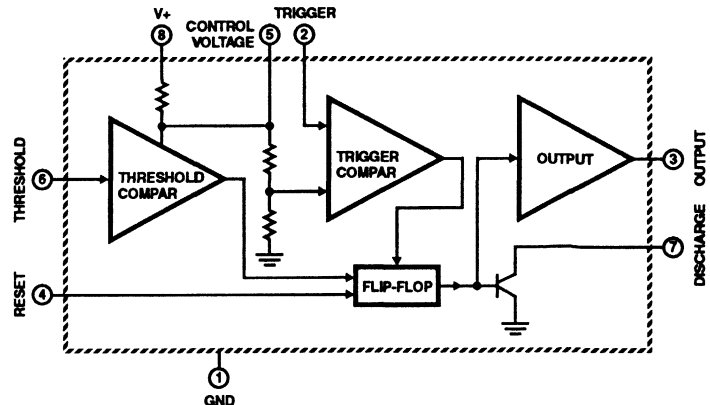 V+
8
CONTROL
VOLTAGE
5
TRIGGER
2
THRESHOLD
6
THRESHOLD
COMPAR
TRIGGER
COMPAR
OUTPUT
3
OUTPUT
7
DISCHARGE
RESET
4
FLIP-FLOP
1
GND